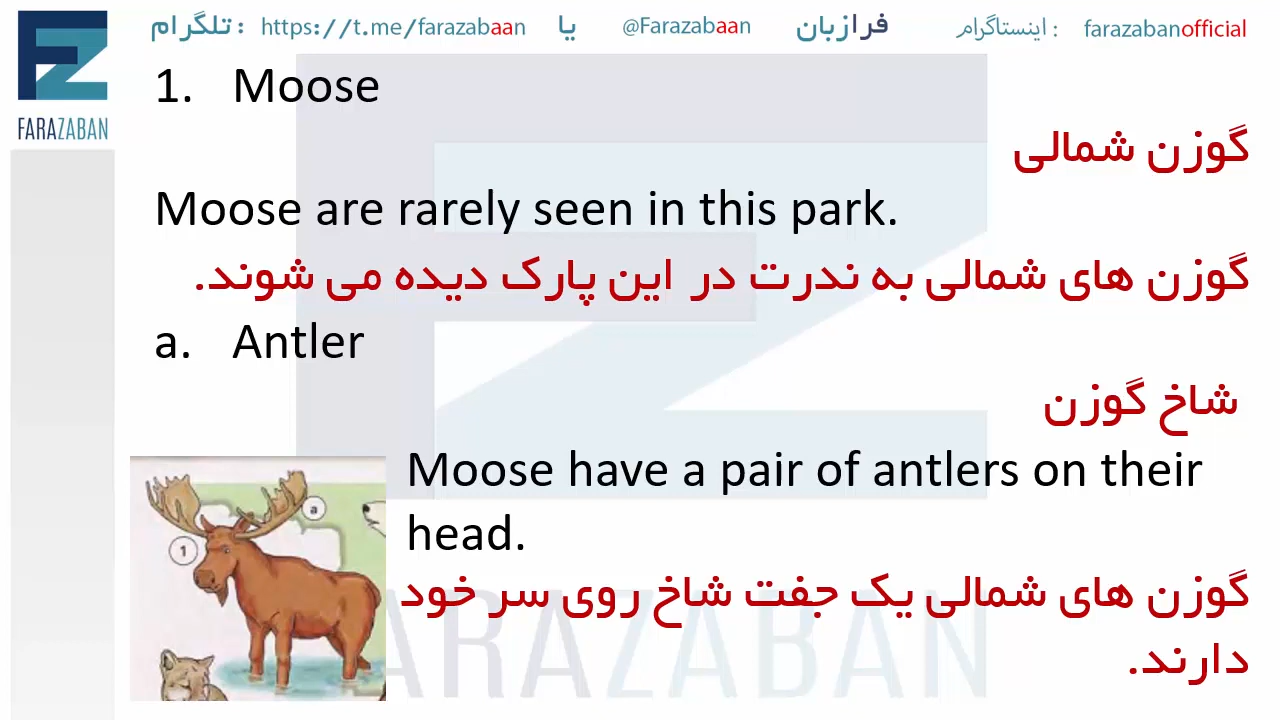 تلگرام : https://t.me/farazabaan یا @Farazabaan فرازبان اینستاگرام : farazabanofficial
FZ
FARAZABAN
1. Moose
گوزن شمالی
Moose are rarely seen in this park.
گوزن های شمالی به ندرت در این پارک دیده می شوند.
a. Antler
شاخ گوزن
Moose have a pair of antlers on their
head.
گوزن های شمالی یک جفت شاخ روی سر خود
دارند.
a
1
FARAZABAN